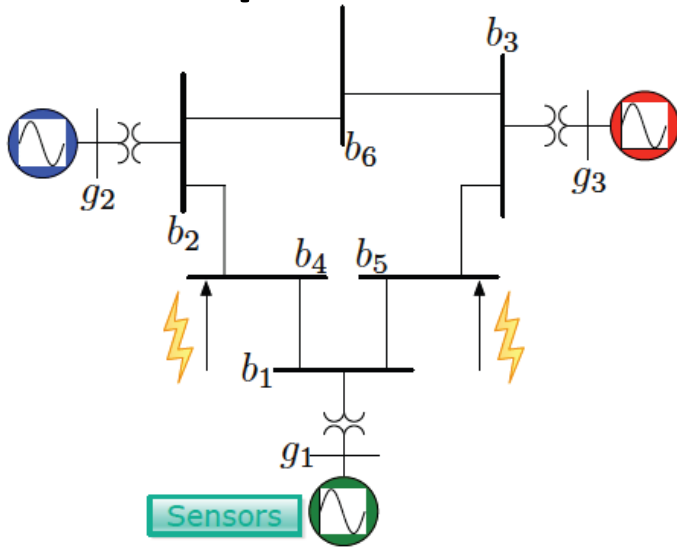 b₃
b₆
g₂
g₃
b₂
b₄
b₅
b₁
g₁
Sensors